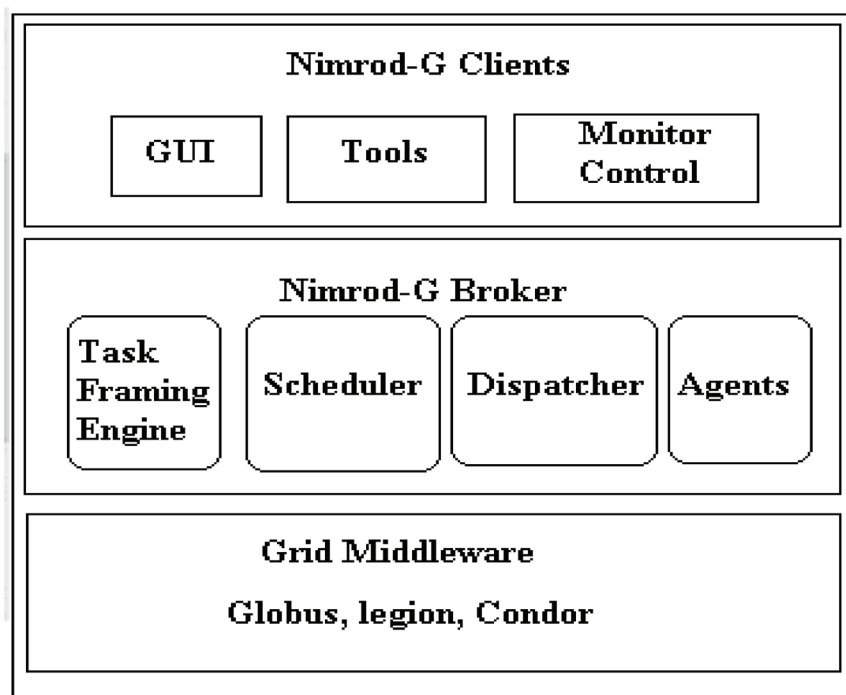 Nimrod-G Clients
GUI
Tools
Monitor
Control
Nimrod-G Broker
Task
Framing
Engine
Scheduler
Dispatcher
Agents
Grid Middleware
Globus, legion, Condor